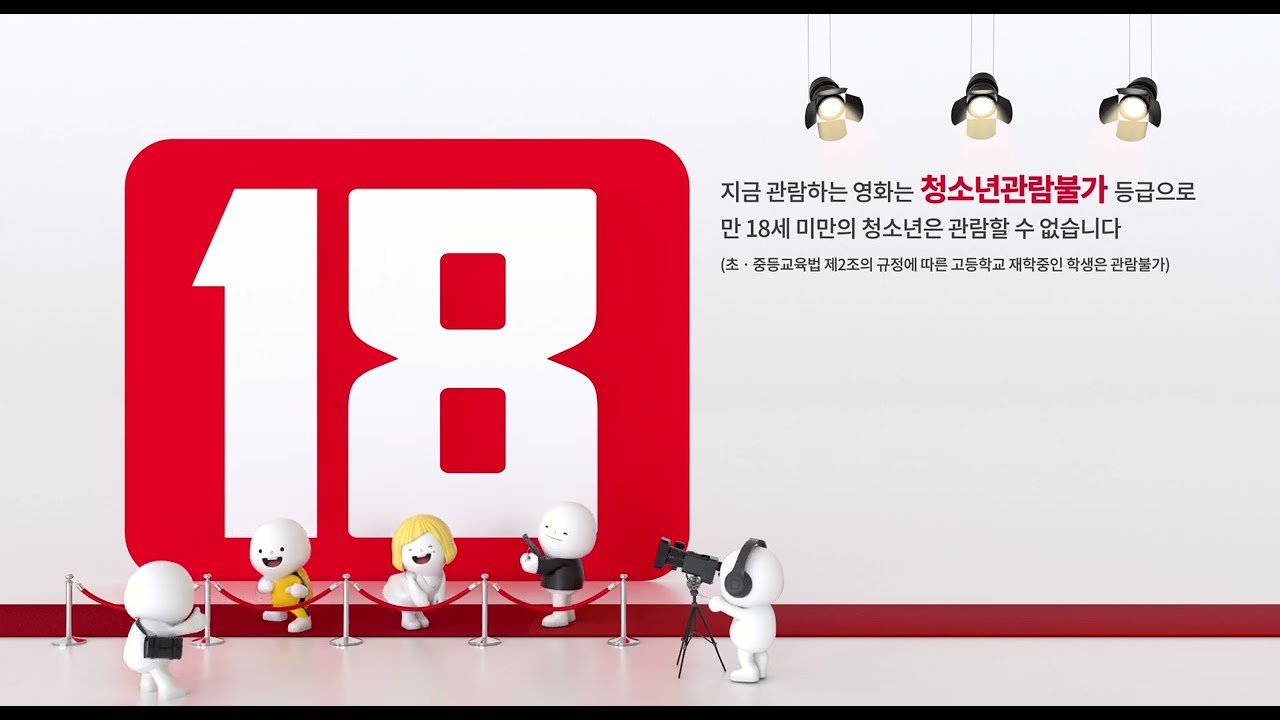 18
지금 관람하는 영화는 청소년관람불가 등급으로
만 18세 미만의 청소년은 관람할 수 없습니다
(초 · 중등교육법 제2조의 규정에 따른 고등학교 재학중인 학생은 관람불가)